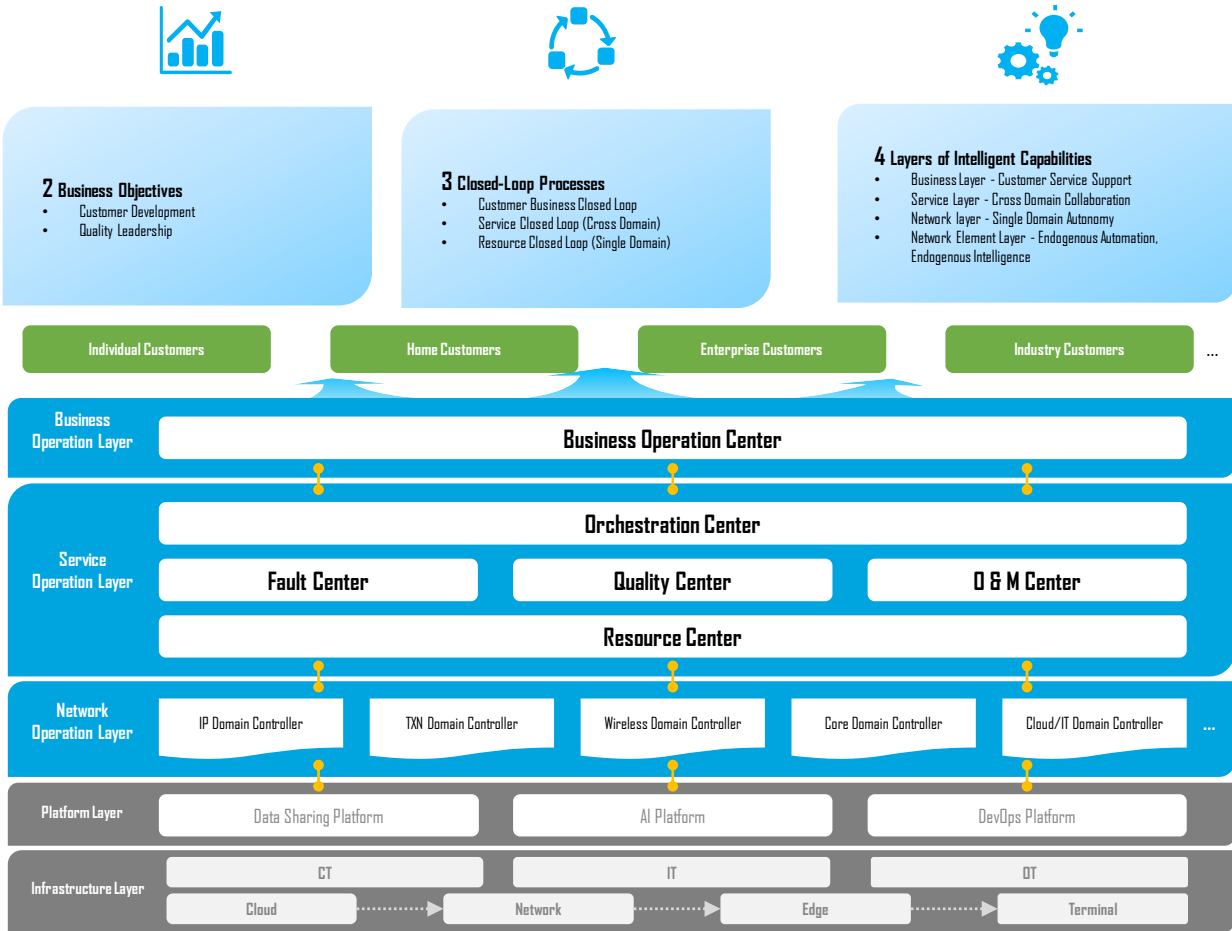 2 Business Objectives
• Customer Development
• Quality Leadership
3 Closed-Loop Processes
• Customer Business Closed Loop
• Service Closed Loop (Cross Domain)
• Resource Closed Loop (Single Domain)
4 Layers of Intelligent Capabilities
• Business Layer - Customer Service Support
• Service Layer - Cross Domain Collaboration
• Network layer - Single Domain Autonomy
• Network Element Layer - Endogenous Automation,
Endogenous Intelligence
Individual Customers
Home Customers
Enterprise Customers
Industry Customers
...
Business
Operation Layer
Business Operation Center
Service
Operation Layer
Orchestration Center
Fault Center
Quality Center
O & M Center
Resource Center
Network
Operation Layer
IP Domain Controller
TXN Domain Controller
Wireless Domain Controller
Core Domain Controller
Cloud/IT Domain Controller
...
Platform Layer
Data Sharing Platform
AI Platform
DevOps Platform
Infrastructure Layer
CT
IT
OT
Cloud
Network
Edge
Terminal